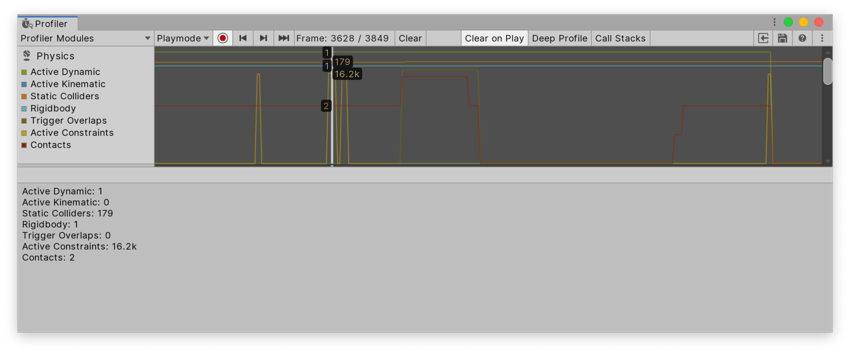 Profiler
Profiler Modules Playmode Frame: 3628 / 3849 Clear Clear on Play Deep Profile Call Stacks
Physics
Active Dynamic
Active Kinematic
Static Colliders
Rigidbody
Trigger Overlaps
Active Constraints
Contacts
1
179
1
16.2k
2
Active Dynamic: 1
Active Kinematic: 0
Static Colliders: 179
Rigidbody: 1
Trigger Overlaps: 0
Active Constraints: 16.2k
Contacts: 2